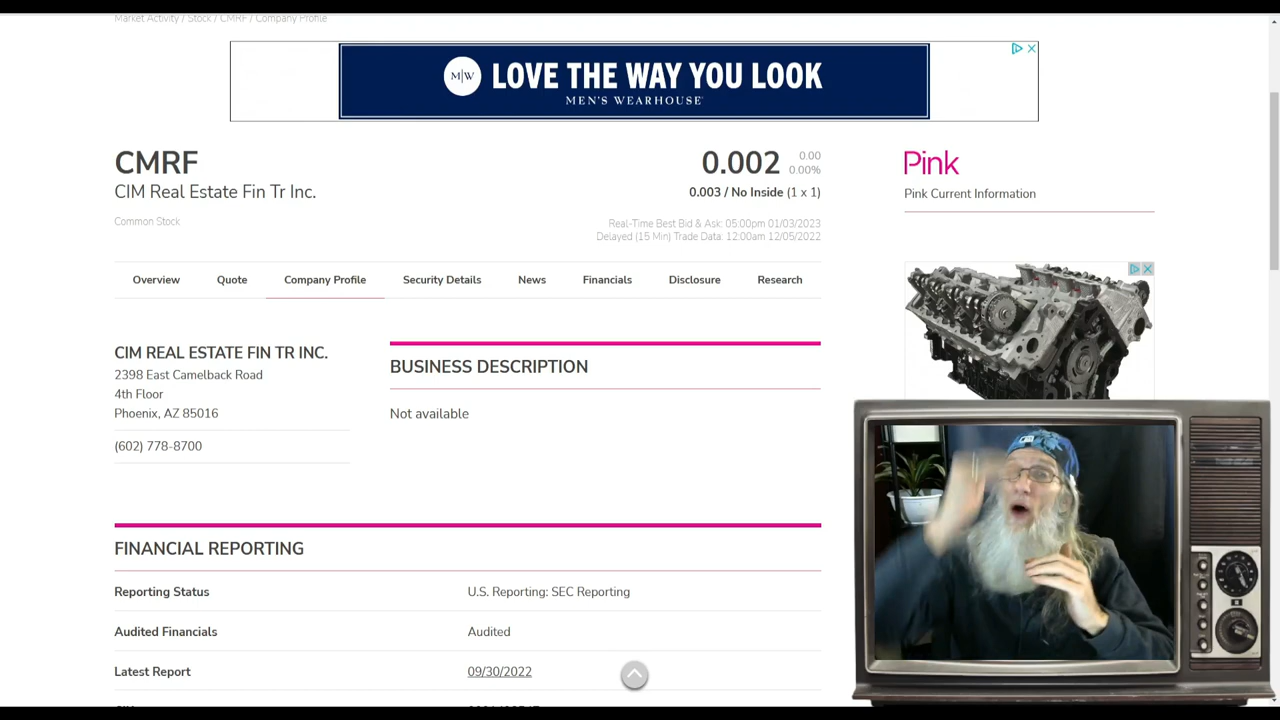 Market Activity / Stock / CMRF / Company Profile
M|W LOVE THE WAY YOU LOOK
MEN'S WEARHOUSE
CMRF
CIM Real Estate Fin Tr Inc.
Common Stock
0.002
0.00
0.00%
0.003 / No Inside (1 x 1)
Real-Time Best Bid & Ask: 05:00pm 01/03/2023
Delayed (15 Min) Trade Data: 12:00am 12/05/2022
Pink
Pink Current Information
Overview Quote Company Profile Security Details News Financials Disclosure Research
CIM REAL ESTATE FIN TR INC.
2398 East Camelback Road
4th Floor
Phoenix, AZ 85016
(602) 778-8700
BUSINESS DESCRIPTION
Not available
FINANCIAL REPORTING
Reporting Status U.S. Reporting: SEC Reporting
Audited Financials Audited
Latest Report 09/30/2022